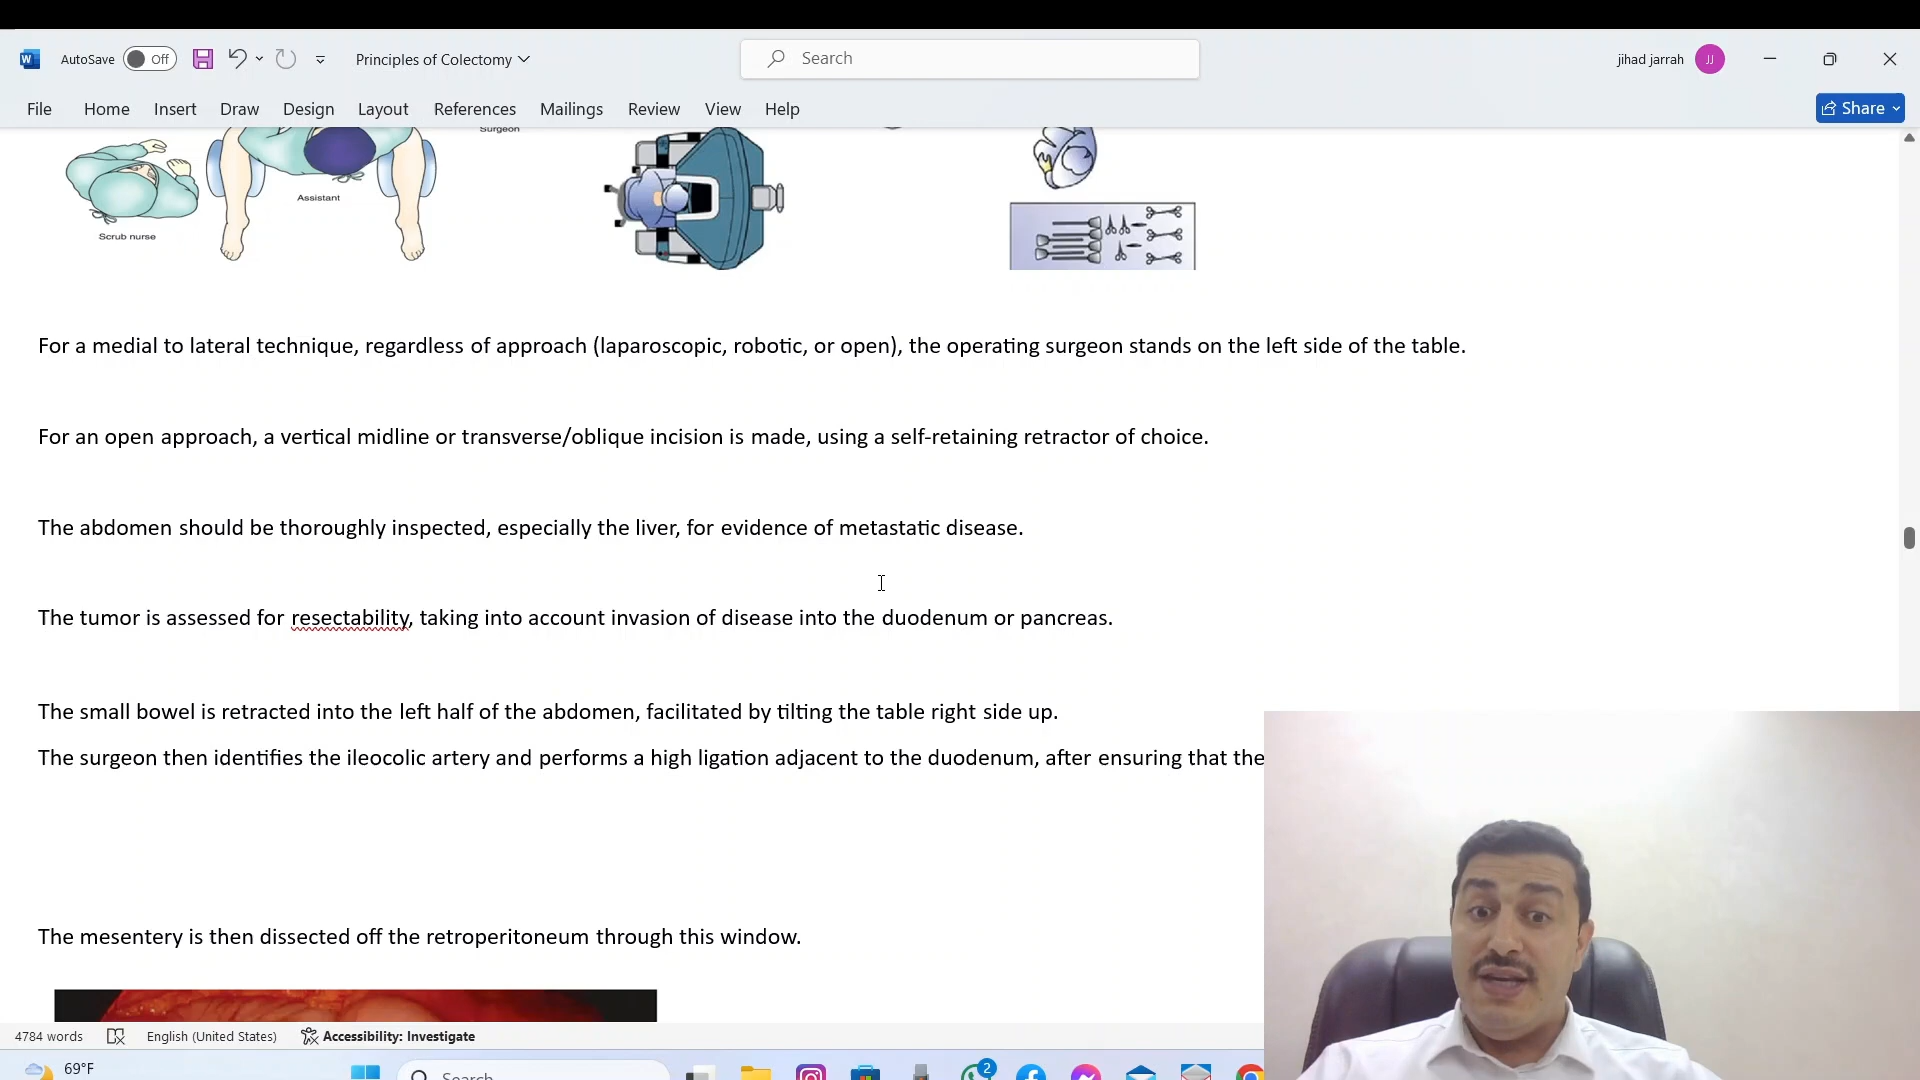 AutoSave Off Principles of Colectomy Search jihad jarrah JJ
File Home Insert Draw Design Layout References Mailings Review View Help Share
Surgeon
Assistant
Scrub nurse
For a medial to lateral technique, regardless of approach (laparoscopic, robotic, or open), the operating surgeon stands on the left side of the table.
For an open approach, a vertical midline or transverse/oblique incision is made, using a self-retaining retractor of choice.
The abdomen should be thoroughly inspected, especially the liver, for evidence of metastatic disease.
The tumor is assessed for resectability, taking into account invasion of disease into the duodenum or pancreas.
The small bowel is retracted into the left half of the abdomen, facilitated by tilting the table right side up.
The surgeon then identifies the ileocolic artery and performs a high ligation adjacent to the duodenum, after ensuring that the
The mesentery is then dissected off the retroperitoneum through this window.
4784 words English (United States) Accessibility: Investigate
69°F Search 2